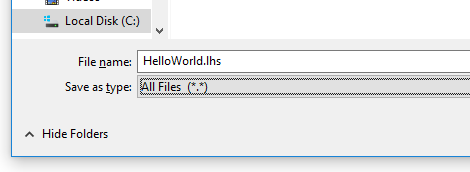 Local Disk (C:)
File name: HelloWorld.lhs
Save as type: All Files (*.*)
Hide Folders